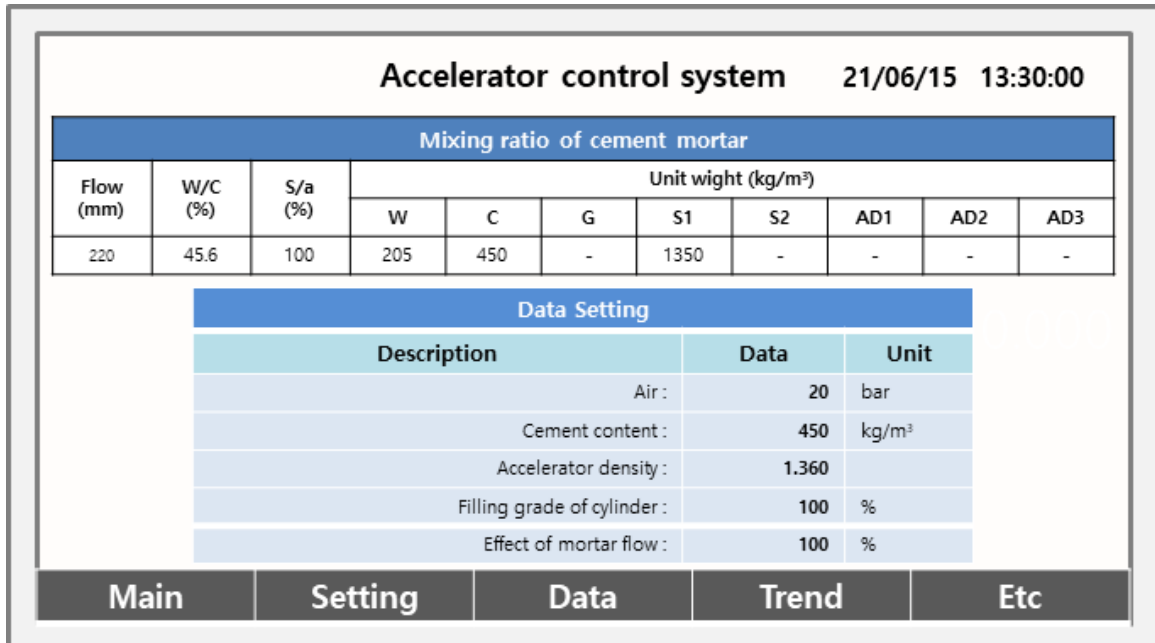 Accelerator control system 21/06/15 13:30:00
Mixing ratio of cement mortar
Flow (mm) W/C (%) S/a (%) Unit wight (kg/m³)
W C G S1 S2 AD1 AD2 AD3
220 45.6 100 205 450 - 1350 - - - -
Data Setting
Description Data Unit
Air : 20 bar
Cement content : 450 kg/m³
Accelerator density : 1.360
Filling grade of cylinder : 100 %
Effect of mortar flow : 100 %
Main Setting Data Trend Etc